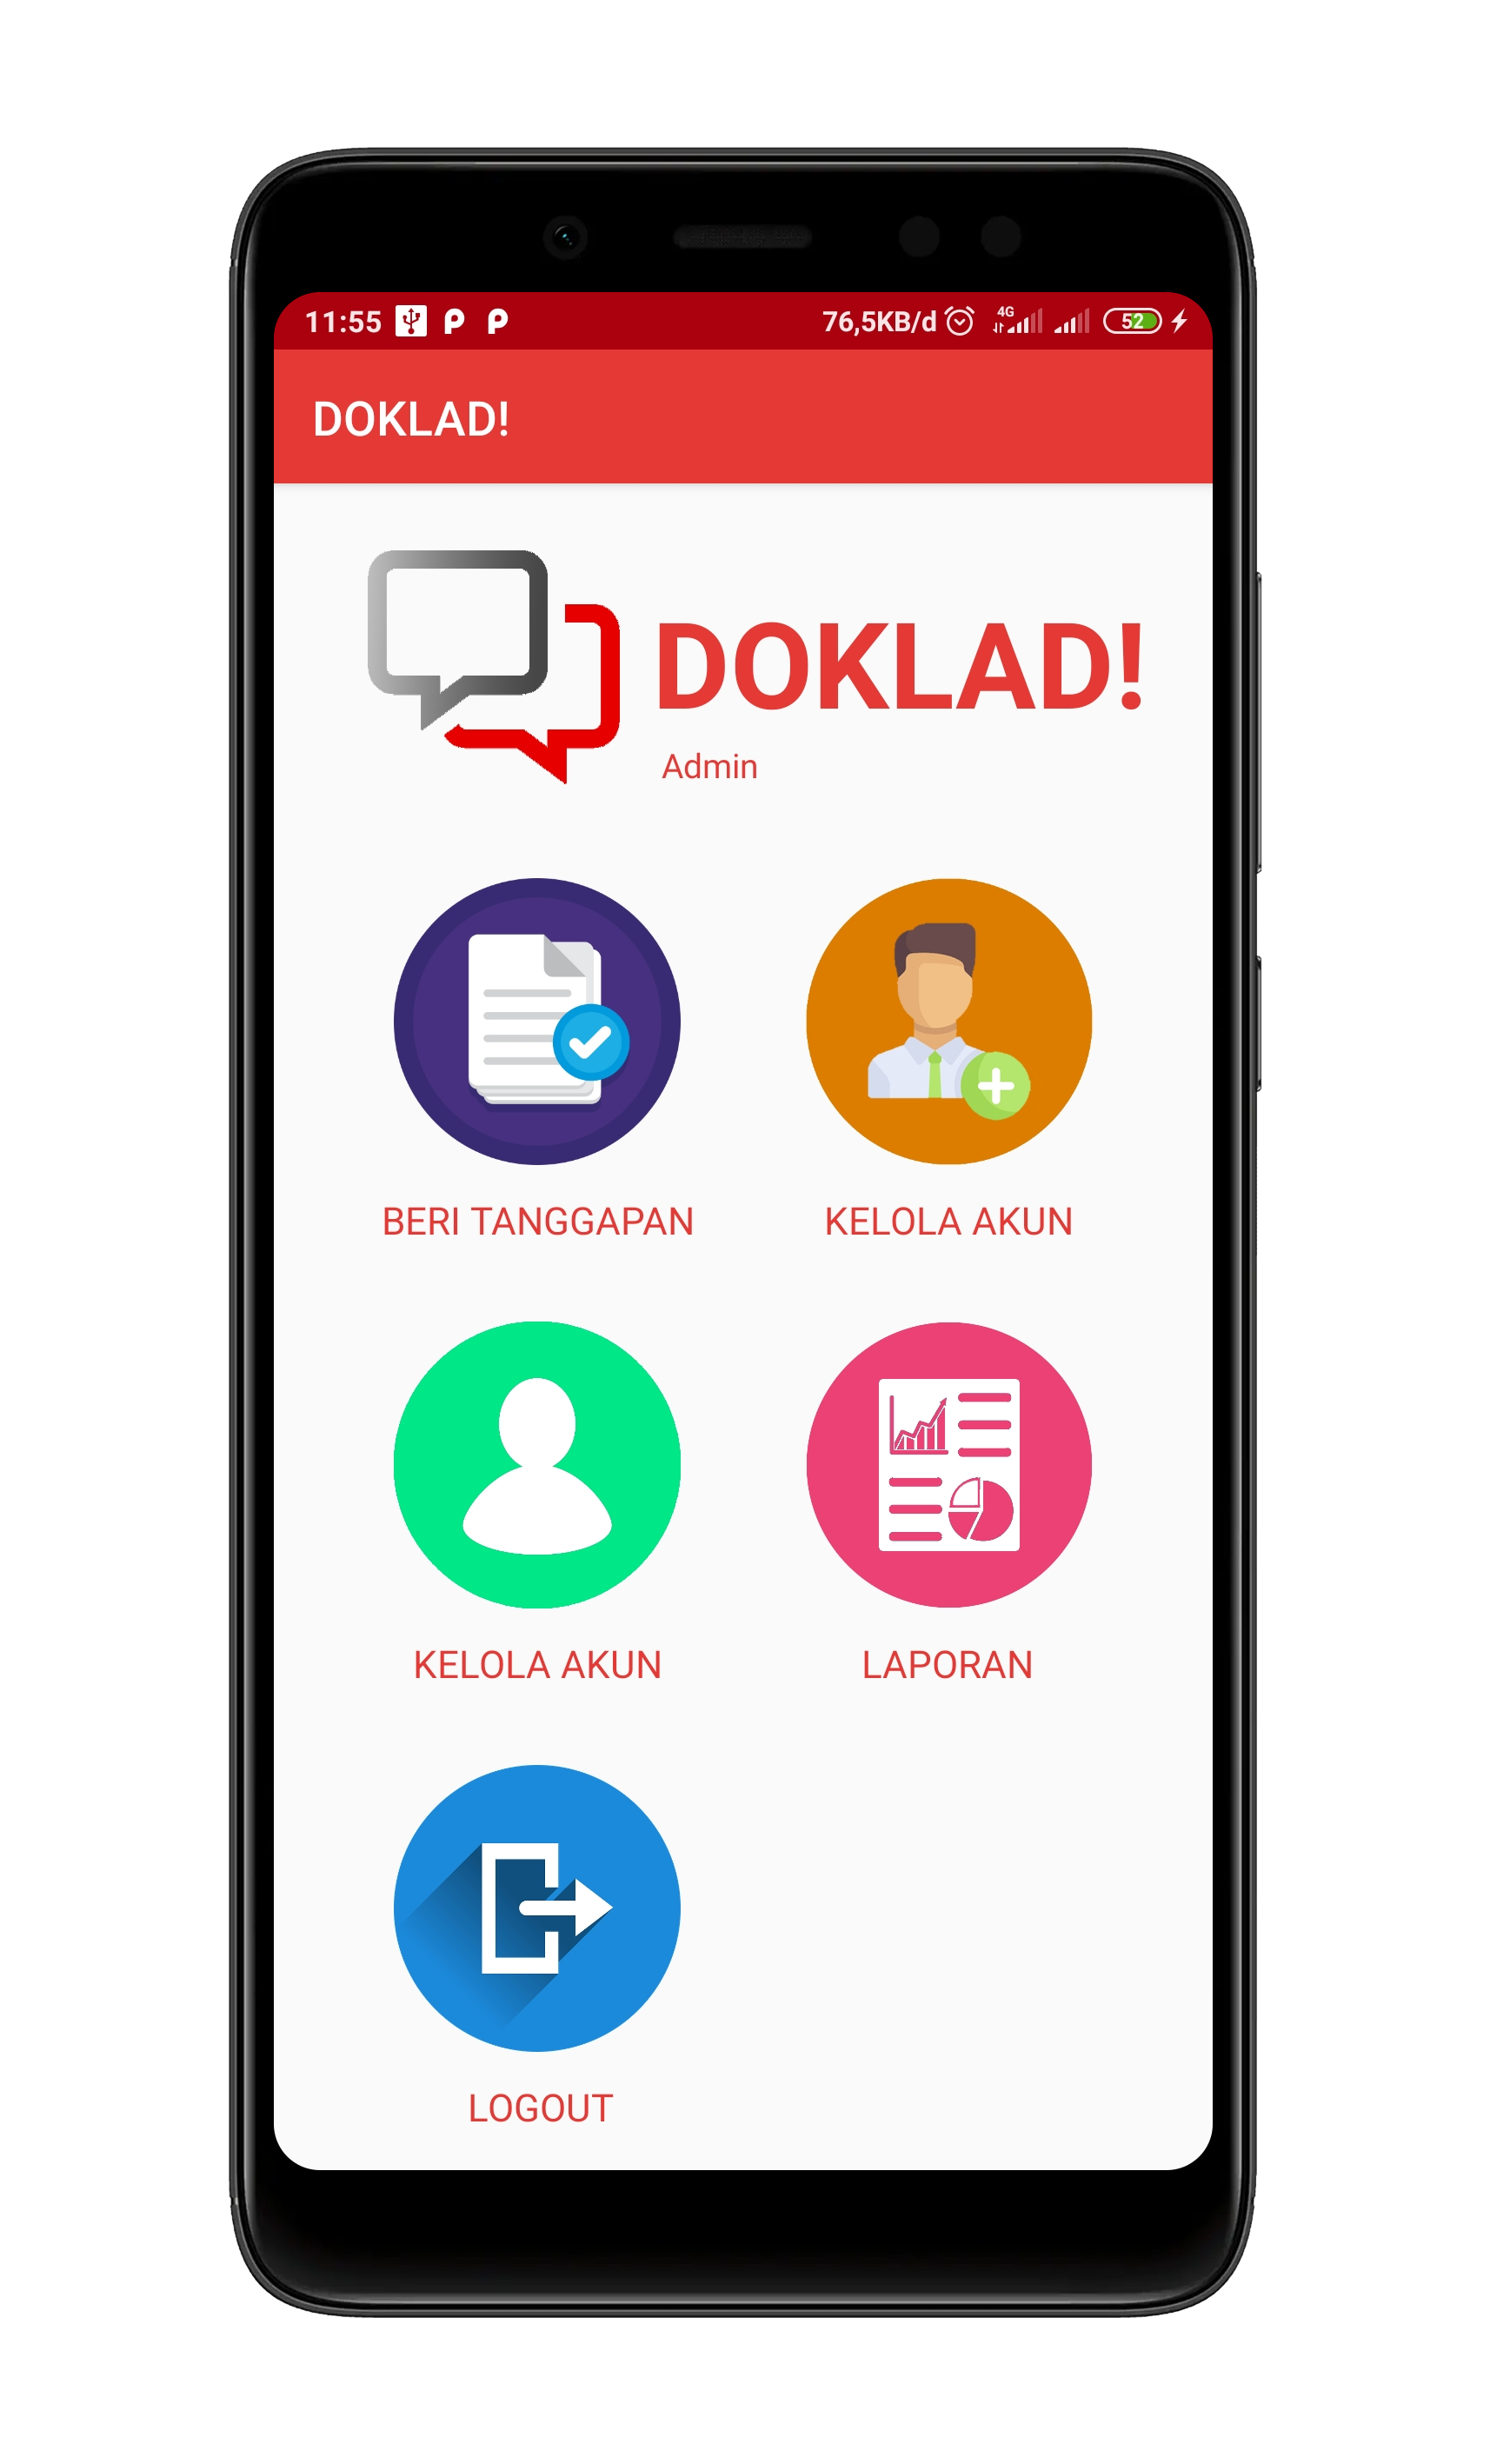 11:55 76,5KB/d 4G 52
DOKLAD!
DOKLAD!
Admin
BERI TANGGAPAN KELOLA AKUN
KELOLA AKUN LAPORAN
LOGOUT